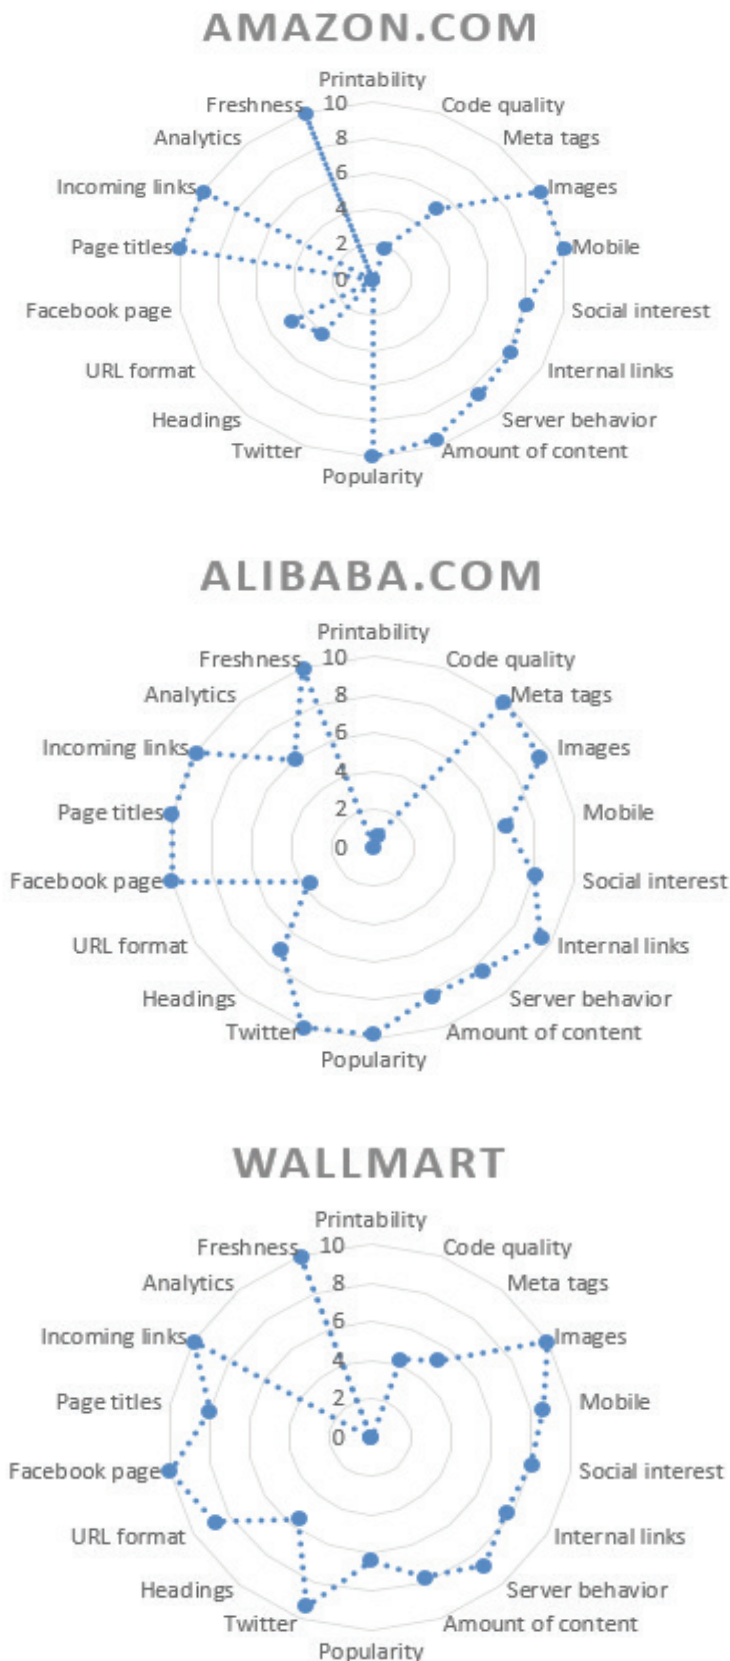 AMAZON.COM
Printability
Freshness 10 Code quality
Analytics 8 Meta tags
Incoming links 6 Images
4
Page titles 2 Mobile
0
Facebook page Social interest
URL format Internal links
Headings Server behavior
Twitter Amount of content
Popularity
ALIBABA.COM
Printability
Freshness 10 Code quality
Analytics 8 Meta tags
6
Incoming links Images
4
Page titles 2 Mobile
0
Facebook page Social interest
URL format Internal links
Headings Server behavior
Twitter Amount of content
Popularity
WALLMART
Printability
Freshness 10 Code quality
Analytics 8 Meta tags
6
Incoming links Images
4
Page titles 2 Mobile
0
Facebook page Social interest
URL format Internal links
Headings Server behavior
Twitter Amount of content
Popularity